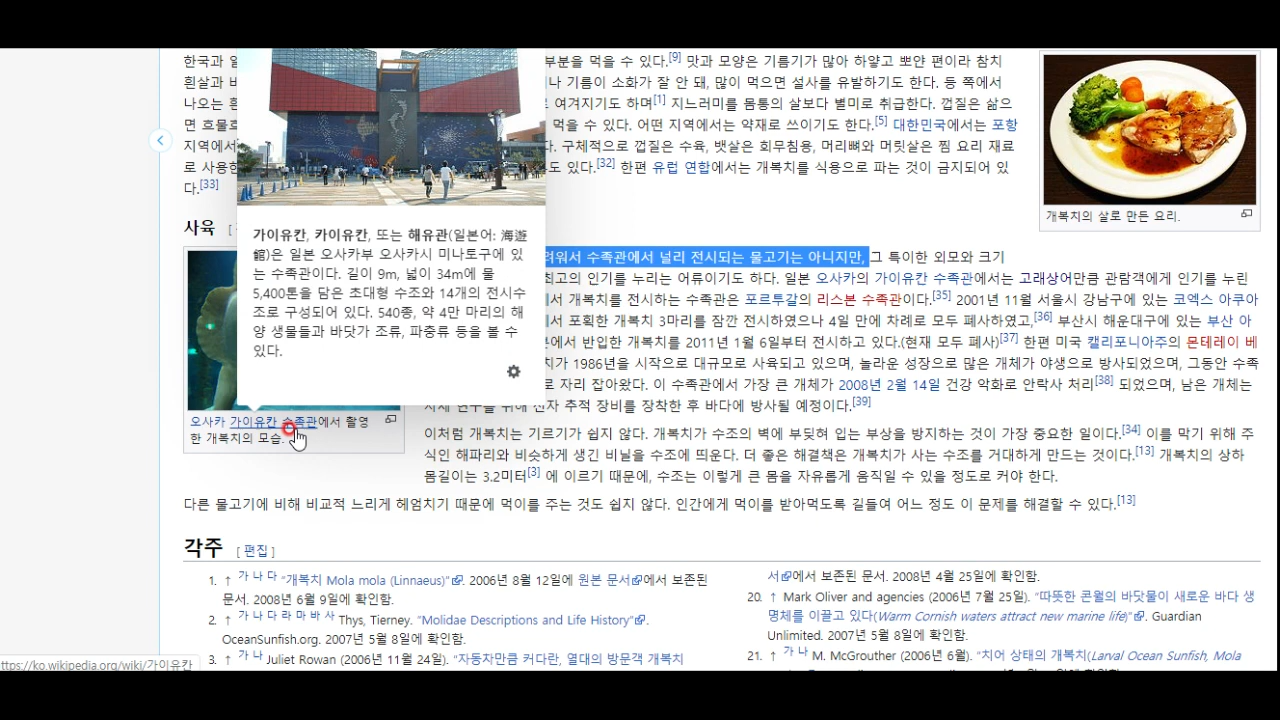 한국과 일
부분을 먹을 수 있다.[9] 맛과 모양은 기름기가 많아 하얗고 뽀얀 편이라 참치
흰살과 비
나 기름이 소화가 잘 안 돼, 많이 먹으면 설사를 유발하기도 한다. 등 쪽에서
나오는 흰
여겨지기도 하며[1] 지느러미를 몸통의 살보다 별미로 취급한다. 껍질은 삶으
면 흐물흐
먹을 수 있다. 어떤 지역에서는 약재로 쓰이기도 한다.[5] 대한민국에서는 포항
지역에서
다. 구체적으로 껍질은 수육, 뱃살은 회무침용, 머리뼈와 머릿살은 찜 요리 재료
로 사용한
도 있다.[32] 한편 유럽 연합에서는 개복치를 식용으로 파는 것이 금지되어 있
다.[33]
개복치의 살로 만든 요리.
사육 [
가이유칸, 카이유칸, 또는 해유관(일본어: 海遊
館)은 일본 오사카부 오사카시 미나토구에 있
는 수족관이다. 길이 9m, 넓이 34m에 물
5,400톤을 담은 초대형 수조와 14개의 전시수
조로 구성되어 있다. 540종, 약 4만 마리의 해
양 생물들과 바닷가 조류, 파충류 등을 볼 수
있다.
려워서 수족관에서 널리 전시되는 물고기는 아니지만, 그 특이한 외모와 크기
최고의 인기를 누리는 어류이기도 하다. 일본 오사카의 가이유칸 수족관에서는 고래상어만큼 관람객에게 인기를 누린
서 개복치를 전시하는 수족관은 포르투갈의 리스본 수족관이다.[35] 2001년 11월 서울시 강남구에 있는 코엑스 아쿠아
에서 포획한 개복치 3마리를 잠깐 전시하였으나 4일 만에 차례로 모두 폐사하였고,[36] 부산시 해운대구에 있는 부산 아
본에서 반입한 개복치를 2011년 1월 6일부터 전시하고 있다.(현재 모두 폐사)[37] 한편 미국 캘리포니아주의 몬테레이 베
치가 1986년을 시작으로 대규모로 사육되고 있으며, 놀라운 성장으로 많은 개체가 야생으로 방사되었으며, 그동안 수족
로 자리 잡아왔다. 이 수족관에서 가장 큰 개체가 2008년 2월 14일 건강 악화로 안락사 처리[38] 되었으며, 남은 개체는
지제 연구를 위해 전자 추적 장비를 장착한 후 바다에 방사될 예정이다.[39]
오사카 가이유칸 수족관에서 촬영
한 개복치의 모습.
이처럼 개복치는 기르기가 쉽지 않다. 개복치가 수조의 벽에 부딪혀 입는 부상을 방지하는 것이 가장 중요한 일이다.[34] 이를 막기 위해 주
식인 해파리와 비슷하게 생긴 비닐을 수조에 띄운다. 더 좋은 해결책은 개복치가 사는 수조를 거대하게 만드는 것이다.[13] 개복치의 상하
몸길이는 3.2미터[3] 에 이르기 때문에, 수조는 이렇게 큰 몸을 자유롭게 움직일 수 있을 정도로 커야 한다.
다른 물고기에 비해 비교적 느리게 헤엄치기 때문에 먹이를 주는 것도 쉽지 않다. 인간에게 먹이를 받아먹도록 길들여 어느 정도 이 문제를 해결할 수 있다.[13]
각주 [ 편집 ]
1. ↑ 가 나 다 “개복치 Mola mola (Linnaeus)”. 2006년 8월 12일에 원본 문서에서 보존된
문서. 2008년 6월 9일에 확인함.
2. ↑ 가 나 다 라 마 바 사 Thys, Tierney. “Molidae Descriptions and Life History”.
OceanSunfish.org. 2007년 5월 8일에 확인함.
3. ↑ 가 나 Juliet Rowan (2006년 11월 24일). “자동차만큼 커다란, 열대의 방문객 개복치
서에서 보존된 문서. 2008년 4월 25일에 확인함.
20. ↑ Mark Oliver and agencies (2006년 7월 25일). “따뜻한 콘월의 바닷물이 새로운 바다 생
명체를 이끌고 있다(Warm Cornish waters attract new marine life)”. Guardian
Unlimited. 2007년 5월 8일에 확인함.
21. ↑ 가 나 M. McGrouther (2006년 6월). “치어 상태의 개복치(Larval Ocean Sunfish, Mola
ttps://ko.wikipedia.org/wiki/가이유칸